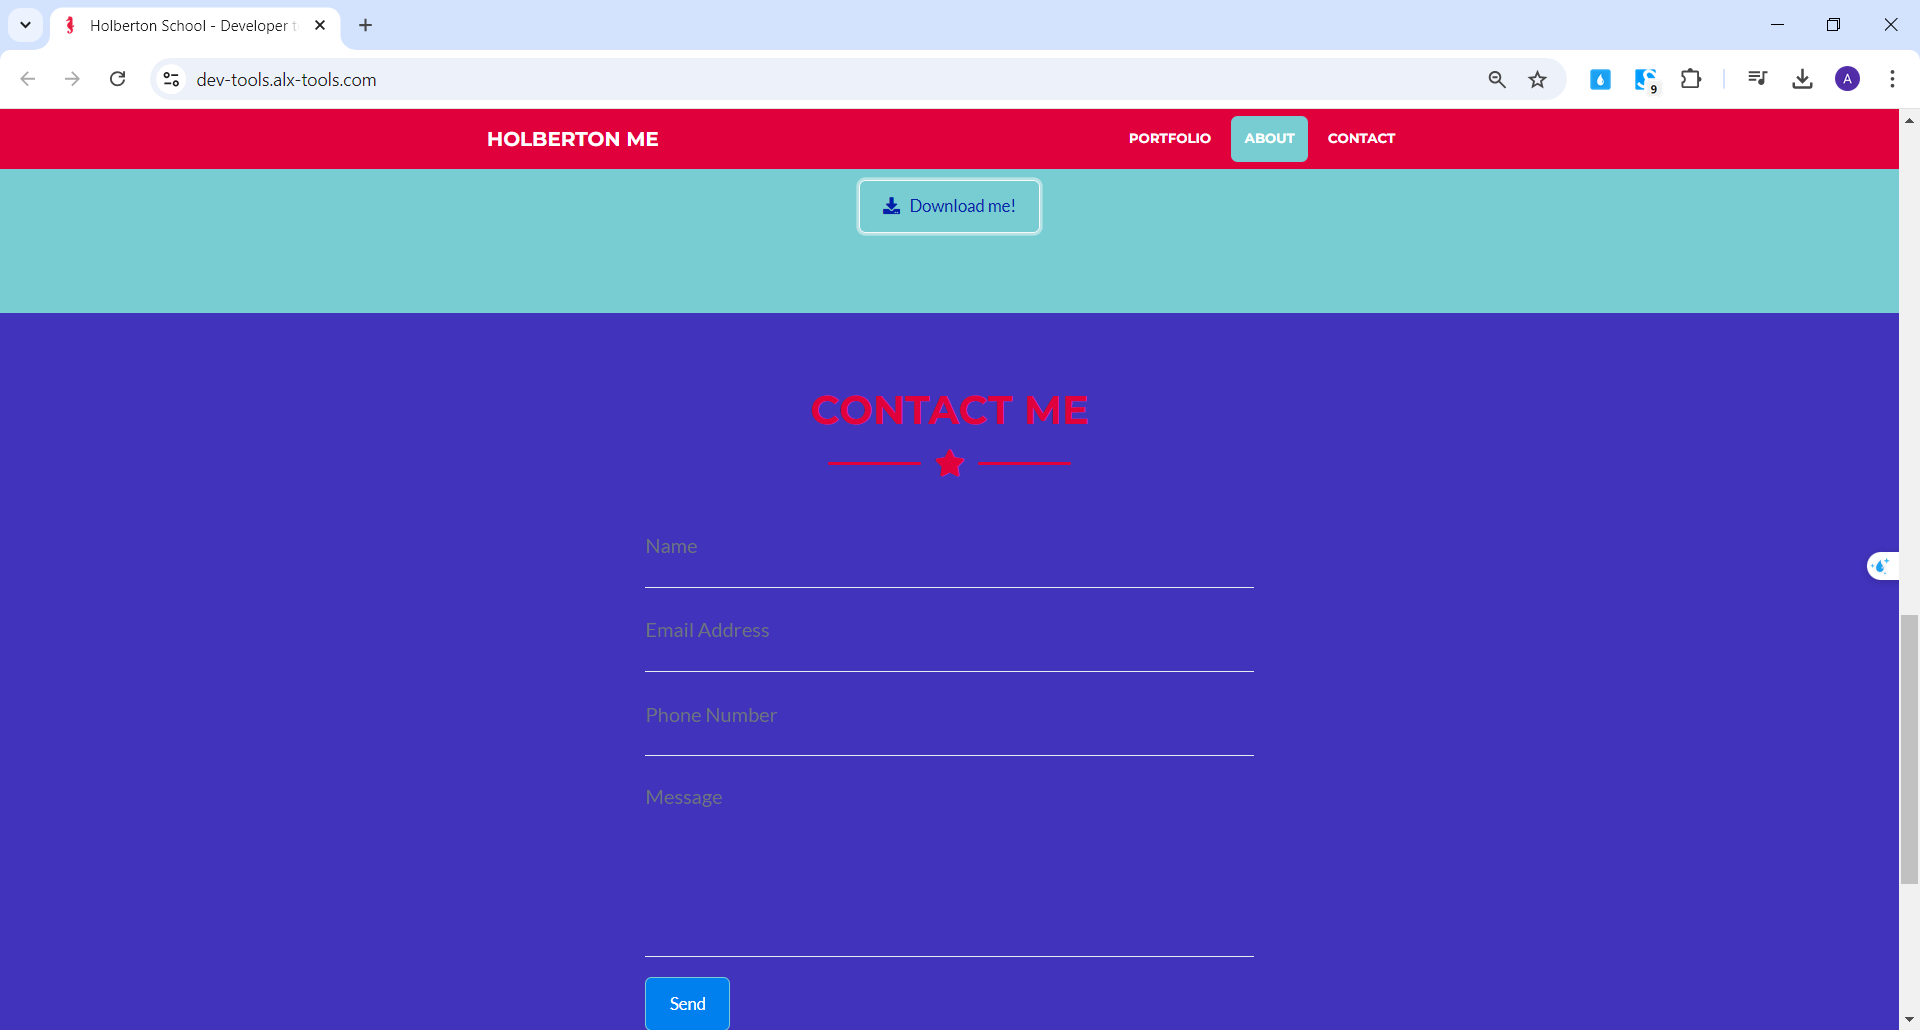 Holberton School - Developer t
dev-tools.alx-tools.com
9
A
HOLBERTON ME
PORTFOLIO
ABOUT
CONTACT
Download me!
CONTACT ME
Name
Email Address
Phone Number
Message
Send